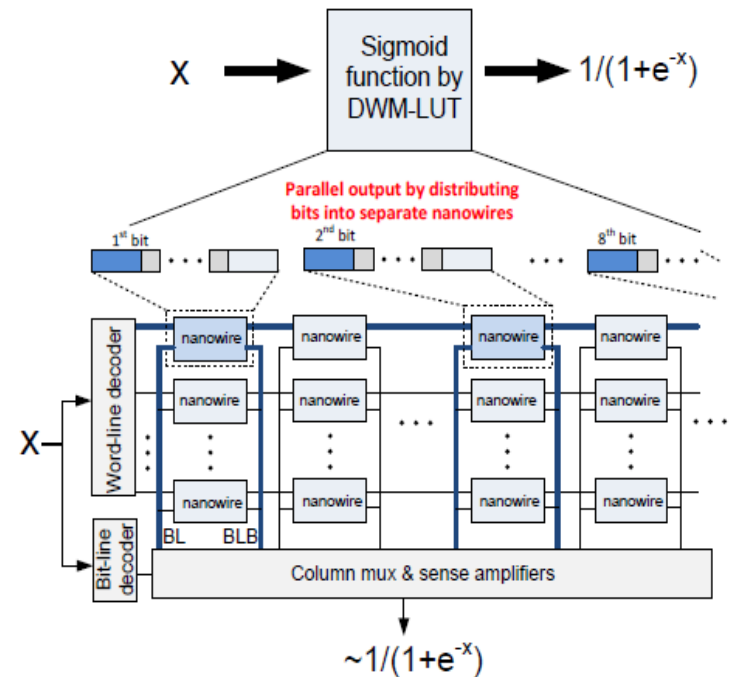 X
Sigmoid
function by
DWM-LUT
1/(1+e^-x)
Parallel output by distributing
bits into separate nanowires
1st bit
2nd bit
8th bit
nanowire nanowire nanowire nanowire
nanowire nanowire nanowire nanowire
nanowire nanowire nanowire nanowire
Word-line decoder
X
Bit-line
decoder
BL BLB
Column mux & sense amplifiers
~1/(1+e^-x)